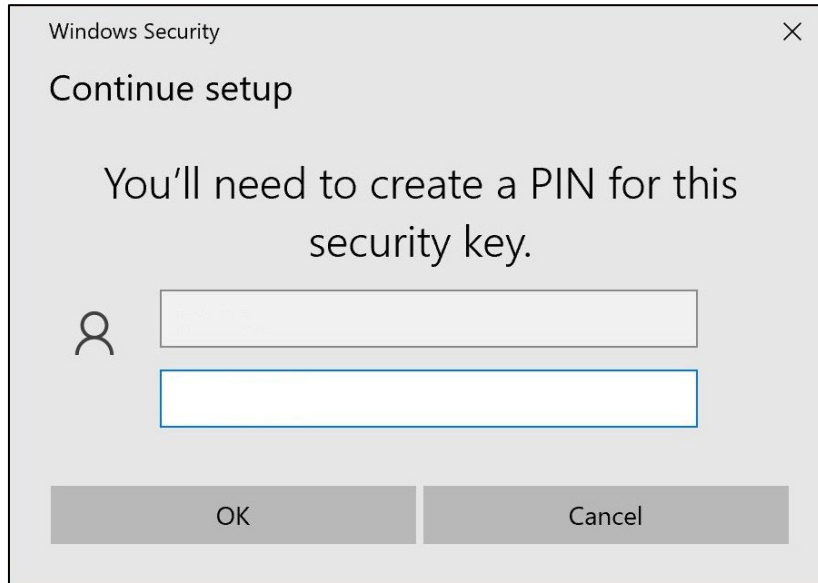 Windows Security
Continue setup
You’ll need to create a PIN for this
security key.
OK
Cancel